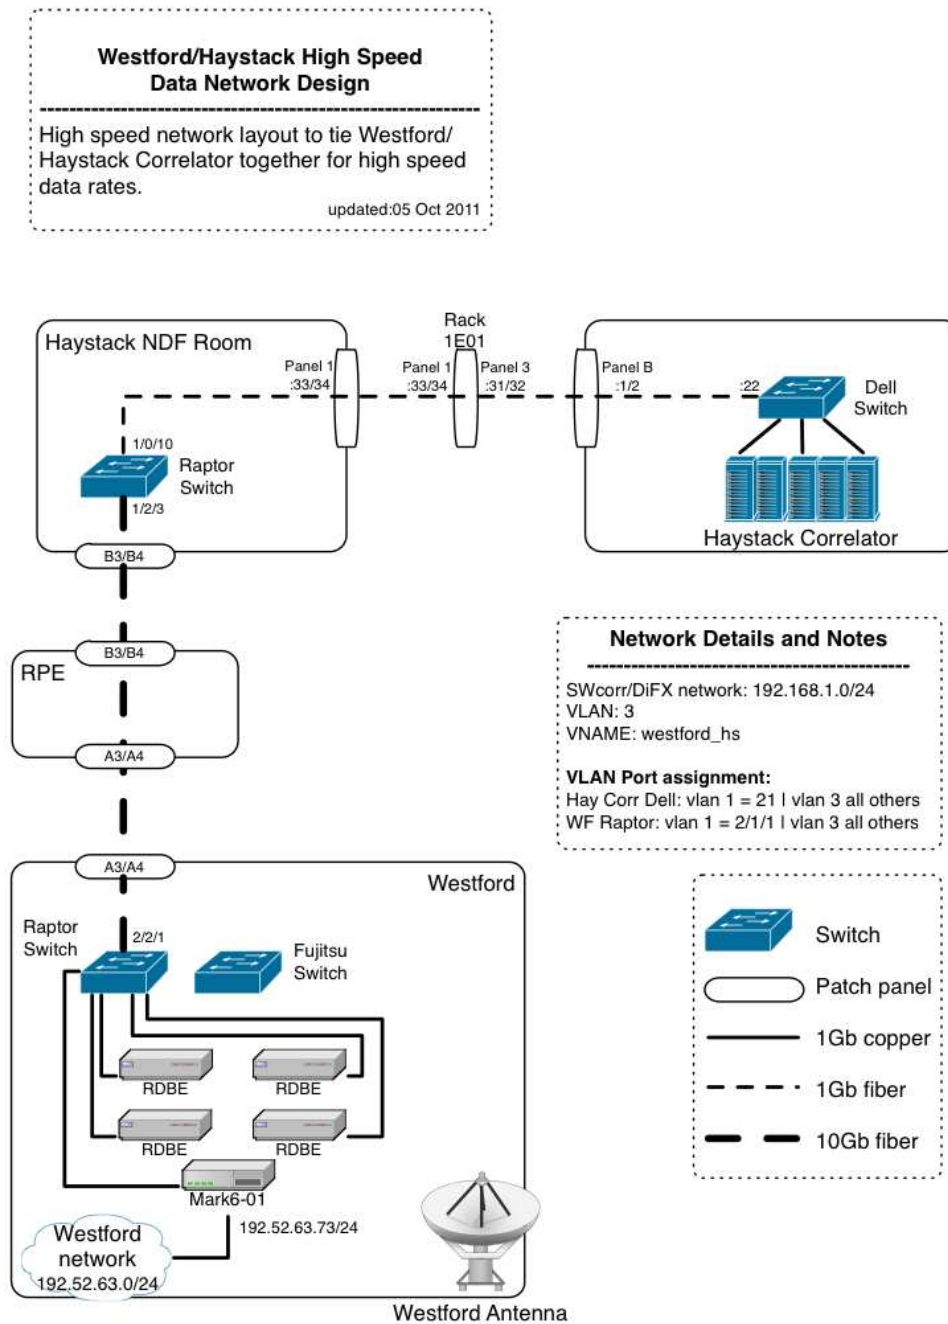 Westford/Haystack High Speed
Data Network Design
High speed network layout to tie Westford/
Haystack Correlator together for high speed
data rates.
updated:05 Oct 2011
Haystack NDF Room
Panel 1
:33/34
Rack
1E01
Panel 1
:33/34
Panel 3
:31/32
Panel B
:1/2
:22
Dell
Switch
1/0/10
Raptor
Switch
1/2/3
Haystack Correlator
B3/B4
B3/B4
RPE
A3/A4
Network Details and Notes
SWcorr/DiFX network: 192.168.1.0/24
VLAN: 3
VNAME: westford_hs
VLAN Port assignment:
Hay Corr Dell: vlan 1 = 21 | vlan 3 all others
WF Raptor: vlan 1 = 2/1/1 | vlan 3 all others
A3/A4
Westford
Raptor
Switch
2/2/1
Fujitsu
Switch
RDBE
RDBE
RDBE
RDBE
Mark6-01
192.52.63.73/24
Westford
network
192.52.63.0/24
Westford Antenna
Switch
Patch panel
1Gb copper
1Gb fiber
10Gb fiber